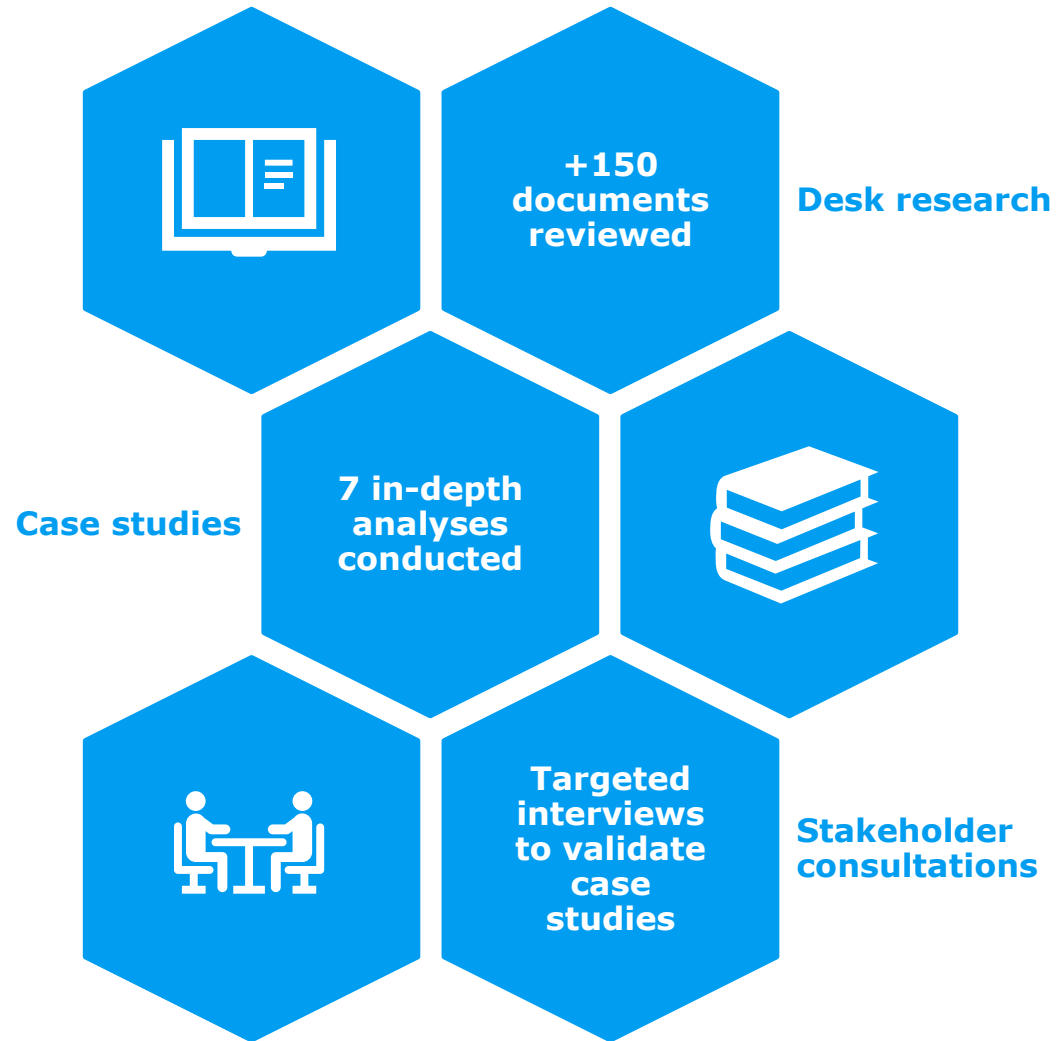 +150
documents
reviewed
Desk research
Case studies
7 in-depth
analyses
conducted
Targeted
interviews
to validate
case
studies
Stakeholder
consultations